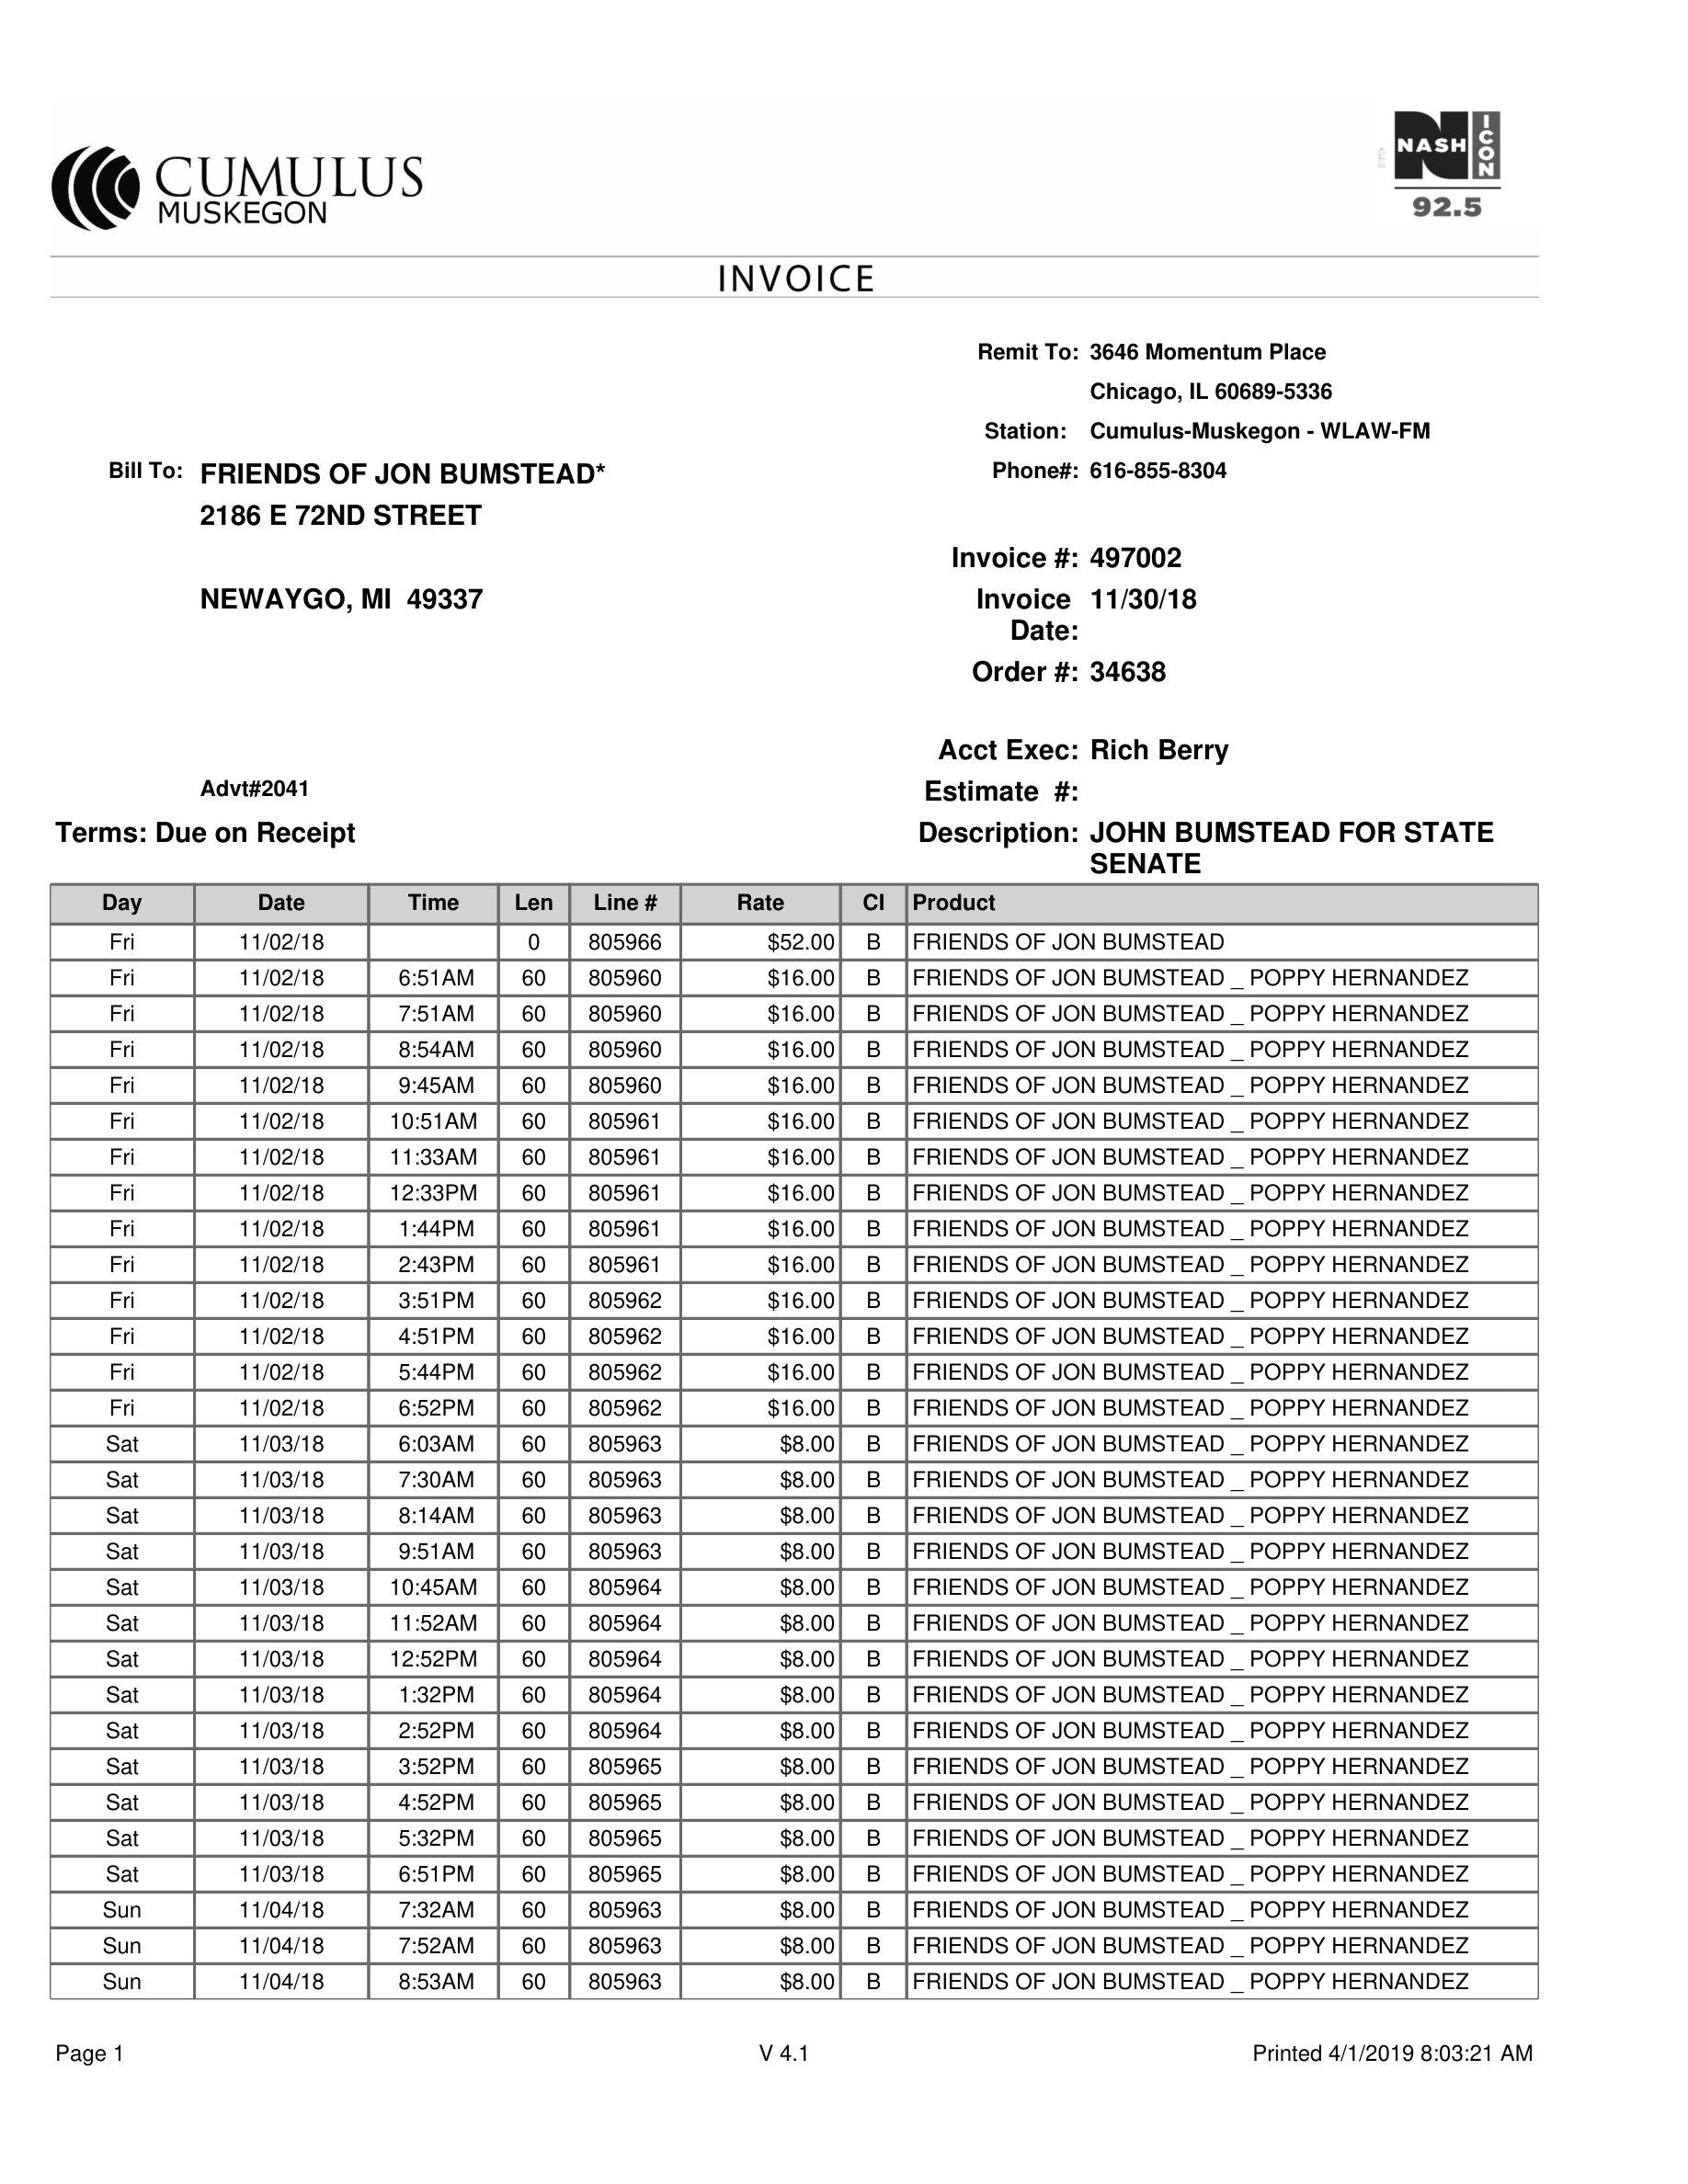 CUMULUS
MUSKEGON
NASH ICON
92.5
INVOICE
Remit To: 3646 Momentum Place
Chicago, IL 60689-5336
Station: Cumulus-Muskegon - WLAW-FM
Bill To: FRIENDS OF JON BUMSTEAD* Phone#: 616-855-8304
2186 E 72ND STREET
Invoice #: 497002
NEWAYGO, MI 49337 Invoice 11/30/18
Date:
Order #: 34638
Acct Exec: Rich Berry
Advt#2041 Estimate #:
Terms: Due on Receipt Description: JOHN BUMSTEAD FOR STATE
SENATE
Day Date Time Len Line # Rate Cl Product
Fri 11/02/18 0 805966 $52.00 B FRIENDS OF JON BUMSTEAD
Fri 11/02/18 6:51AM 60 805960 $16.00 B FRIENDS OF JON BUMSTEAD _ POPPY HERNANDEZ
Fri 11/02/18 7:51AM 60 805960 $16.00 B FRIENDS OF JON BUMSTEAD _ POPPY HERNANDEZ
Fri 11/02/18 8:54AM 60 805960 $16.00 B FRIENDS OF JON BUMSTEAD _ POPPY HERNANDEZ
Fri 11/02/18 9:45AM 60 805960 $16.00 B FRIENDS OF JON BUMSTEAD _ POPPY HERNANDEZ
Fri 11/02/18 10:51AM 60 805961 $16.00 B FRIENDS OF JON BUMSTEAD _ POPPY HERNANDEZ
Fri 11/02/18 11:33AM 60 805961 $16.00 B FRIENDS OF JON BUMSTEAD _ POPPY HERNANDEZ
Fri 11/02/18 12:33PM 60 805961 $16.00 B FRIENDS OF JON BUMSTEAD _ POPPY HERNANDEZ
Fri 11/02/18 1:44PM 60 805961 $16.00 B FRIENDS OF JON BUMSTEAD _ POPPY HERNANDEZ
Fri 11/02/18 2:43PM 60 805961 $16.00 B FRIENDS OF JON BUMSTEAD _ POPPY HERNANDEZ
Fri 11/02/18 3:51PM 60 805962 $16.00 B FRIENDS OF JON BUMSTEAD _ POPPY HERNANDEZ
Fri 11/02/18 4:51PM 60 805962 $16.00 B FRIENDS OF JON BUMSTEAD _ POPPY HERNANDEZ
Fri 11/02/18 5:44PM 60 805962 $16.00 B FRIENDS OF JON BUMSTEAD _ POPPY HERNANDEZ
Fri 11/02/18 6:52PM 60 805962 $16.00 B FRIENDS OF JON BUMSTEAD _ POPPY HERNANDEZ
Sat 11/03/18 6:03AM 60 805963 $8.00 B FRIENDS OF JON BUMSTEAD _ POPPY HERNANDEZ
Sat 11/03/18 7:30AM 60 805963 $8.00 B FRIENDS OF JON BUMSTEAD _ POPPY HERNANDEZ
Sat 11/03/18 8:14AM 60 805963 $8.00 B FRIENDS OF JON BUMSTEAD _ POPPY HERNANDEZ
Sat 11/03/18 9:51AM 60 805963 $8.00 B FRIENDS OF JON BUMSTEAD _ POPPY HERNANDEZ
Sat 11/03/18 10:45AM 60 805964 $8.00 B FRIENDS OF JON BUMSTEAD _ POPPY HERNANDEZ
Sat 11/03/18 11:52AM 60 805964 $8.00 B FRIENDS OF JON BUMSTEAD _ POPPY HERNANDEZ
Sat 11/03/18 12:52PM 60 805964 $8.00 B FRIENDS OF JON BUMSTEAD _ POPPY HERNANDEZ
Sat 11/03/18 1:32PM 60 805964 $8.00 B FRIENDS OF JON BUMSTEAD _ POPPY HERNANDEZ
Sat 11/03/18 2:52PM 60 805964 $8.00 B FRIENDS OF JON BUMSTEAD _ POPPY HERNANDEZ
Sat 11/03/18 3:52PM 60 805965 $8.00 B FRIENDS OF JON BUMSTEAD _ POPPY HERNANDEZ
Sat 11/03/18 4:52PM 60 805965 $8.00 B FRIENDS OF JON BUMSTEAD _ POPPY HERNANDEZ
Sat 11/03/18 5:32PM 60 805965 $8.00 B FRIENDS OF JON BUMSTEAD _ POPPY HERNANDEZ
Sat 11/03/18 6:51PM 60 805965 $8.00 B FRIENDS OF JON BUMSTEAD _ POPPY HERNANDEZ
Sun 11/04/18 7:32AM 60 805963 $8.00 B FRIENDS OF JON BUMSTEAD _ POPPY HERNANDEZ
Sun 11/04/18 7:52AM 60 805963 $8.00 B FRIENDS OF JON BUMSTEAD _ POPPY HERNANDEZ
Sun 11/04/18 8:53AM 60 805963 $8.00 B FRIENDS OF JON BUMSTEAD _ POPPY HERNANDEZ
Page 1 V 4.1 Printed 4/1/2019 8:03:21 AM